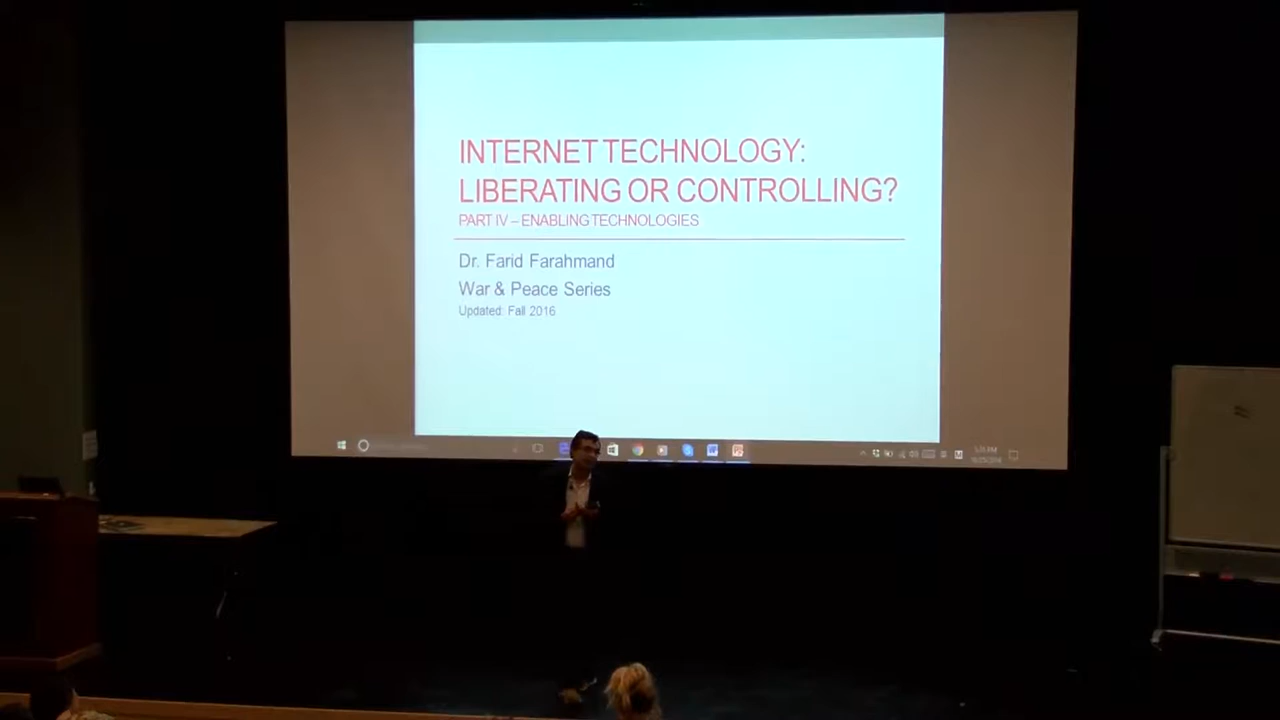 INTERNET TECHNOLOGY:
LIBERATING OR CONTROLLING?
PART IV – ENABLING TECHNOLOGIES
Dr. Farid Farahmand
War & Peace Series
Updated: Fall 2016